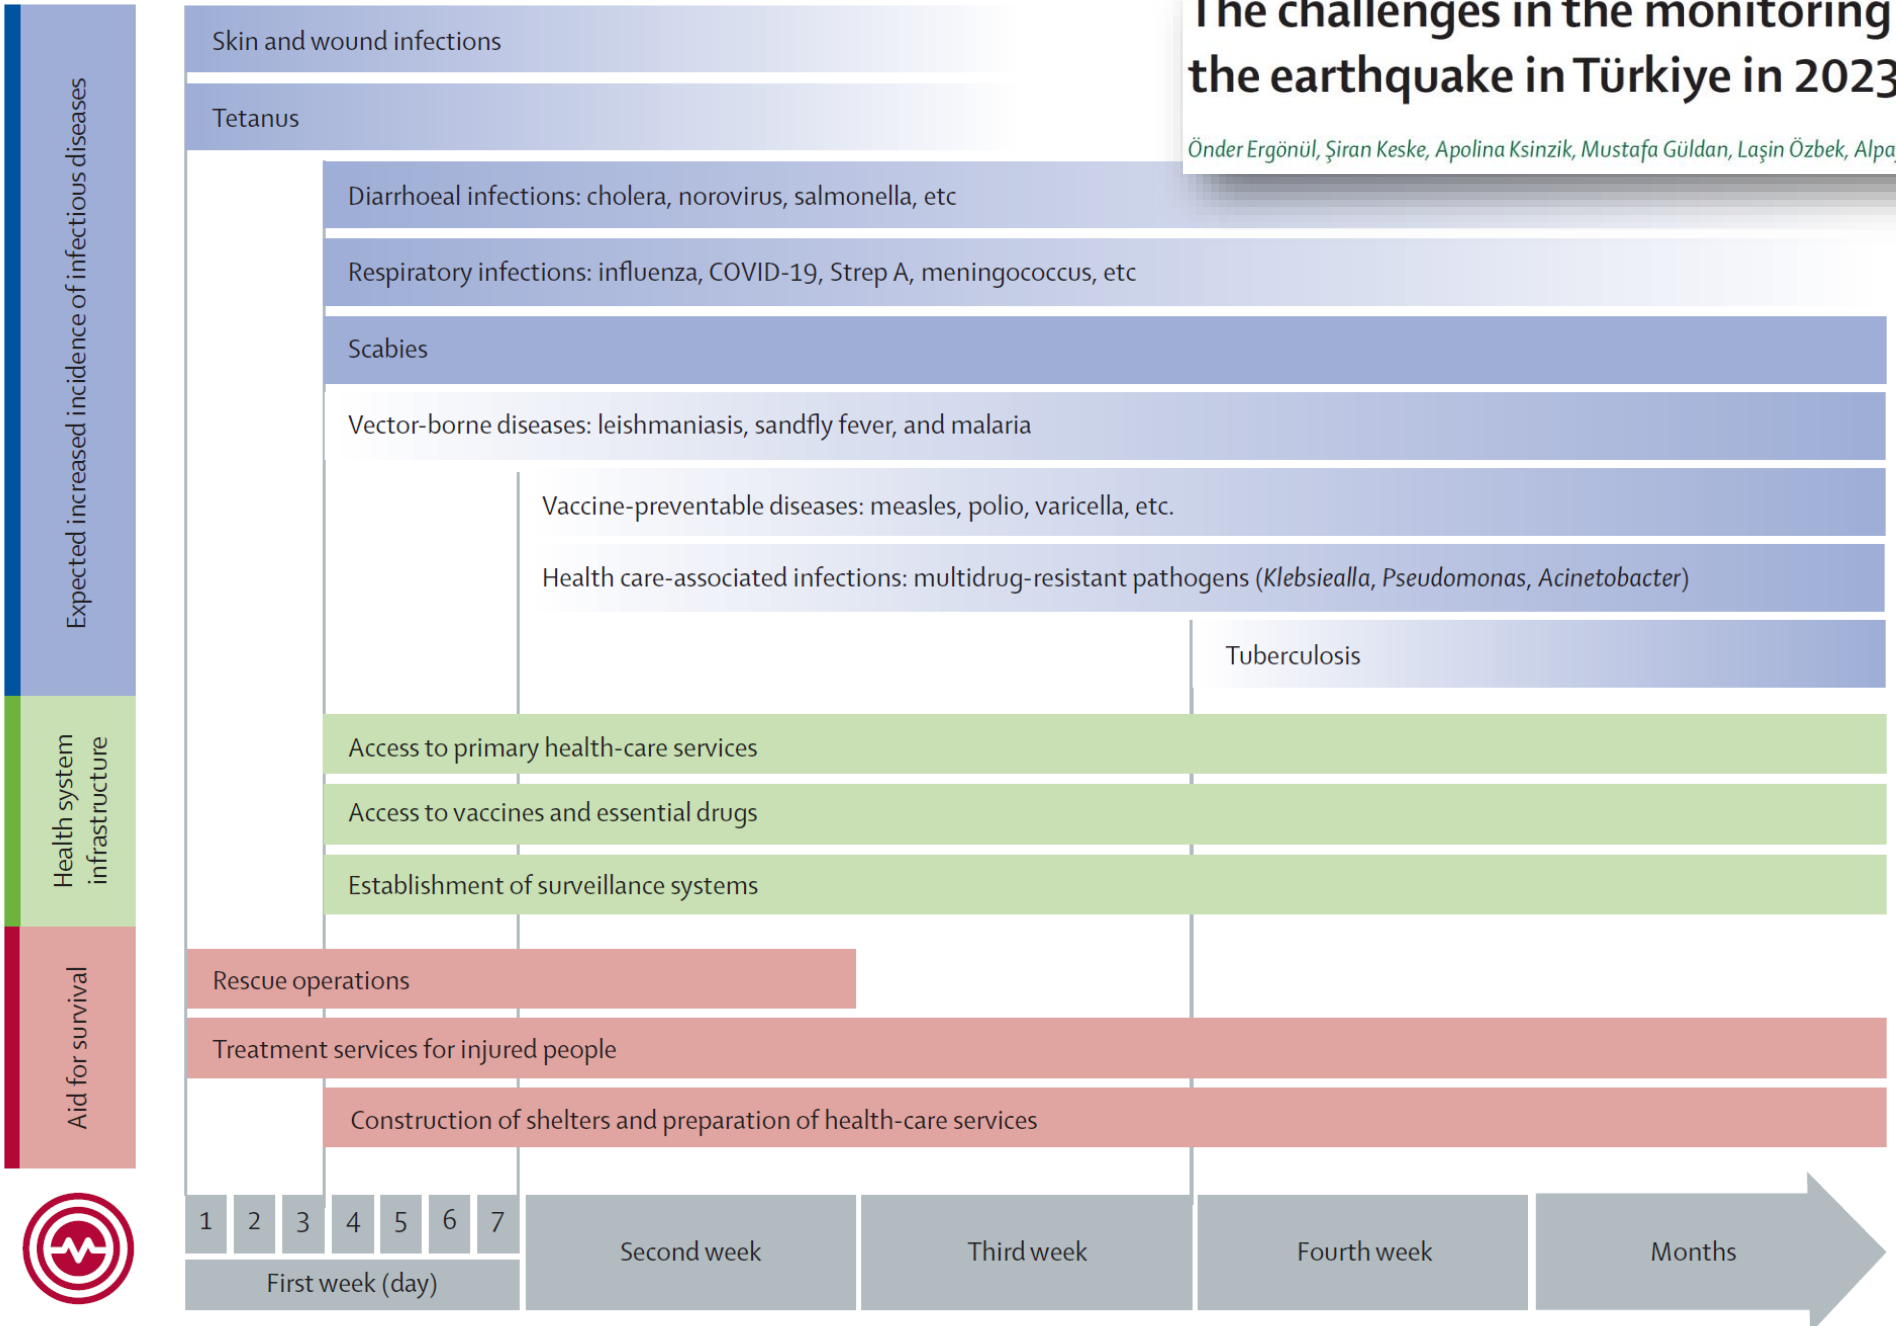 The challenges in the monitoring
the earthquake in Türkiye in 2023
Önder Ergönül, Şiran Keske, Apolina Ksinzik, Mustafa Güldan, Laşin Özbek,
Expected increased incidence of infectious diseases
Skin and wound infections
Tetanus
Diarrhoeal infections: cholera, norovirus, salmonella, etc
Respiratory infections: influenza, COVID-19, Strep A, meningococcus, etc
Scabies
Vector-borne diseases: leishmaniasis, sandfly fever, and malaria
Vaccine-preventable diseases: measles, polio, varicella, etc.
Health care-associated infections: multidrug-resistant pathogens (Klebsiealla, Pseudomonas, Acinetobacter)
Tuberculosis
Health system
infrastructure
Access to primary health-care services
Access to vaccines and essential drugs
Establishment of surveillance systems
Aid for survival
Rescue operations
Treatment services for injured people
Construction of shelters and preparation of health-care services
1 2 3 4 5 6 7
First week (day)
Second week
Third week
Fourth week
Months